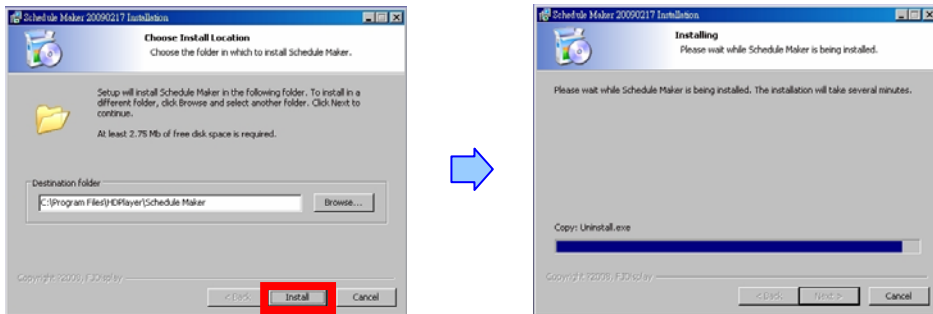 Schedule Maker 20090217 Installation
Choose Install Location
Choose the folder in which to install Schedule Maker.
Setup will install Schedule Maker in the following folder. To install in a
different folder, click Browse and select another folder. Click Next to
continue.
At least 2.75 Mb of free disk space is required.
Destination folder
C:\Program Files\HDPlayer\Schedule Maker
Browse...
< Back
Install
Cancel
Schedule Maker 20090217 Installation
Installing
Please wait while Schedule Maker is being installed.
Please wait while Schedule Maker is being installed. The installation will take several minutes.
Copy: Uninstall.exe
< Back
Next >
Cancel